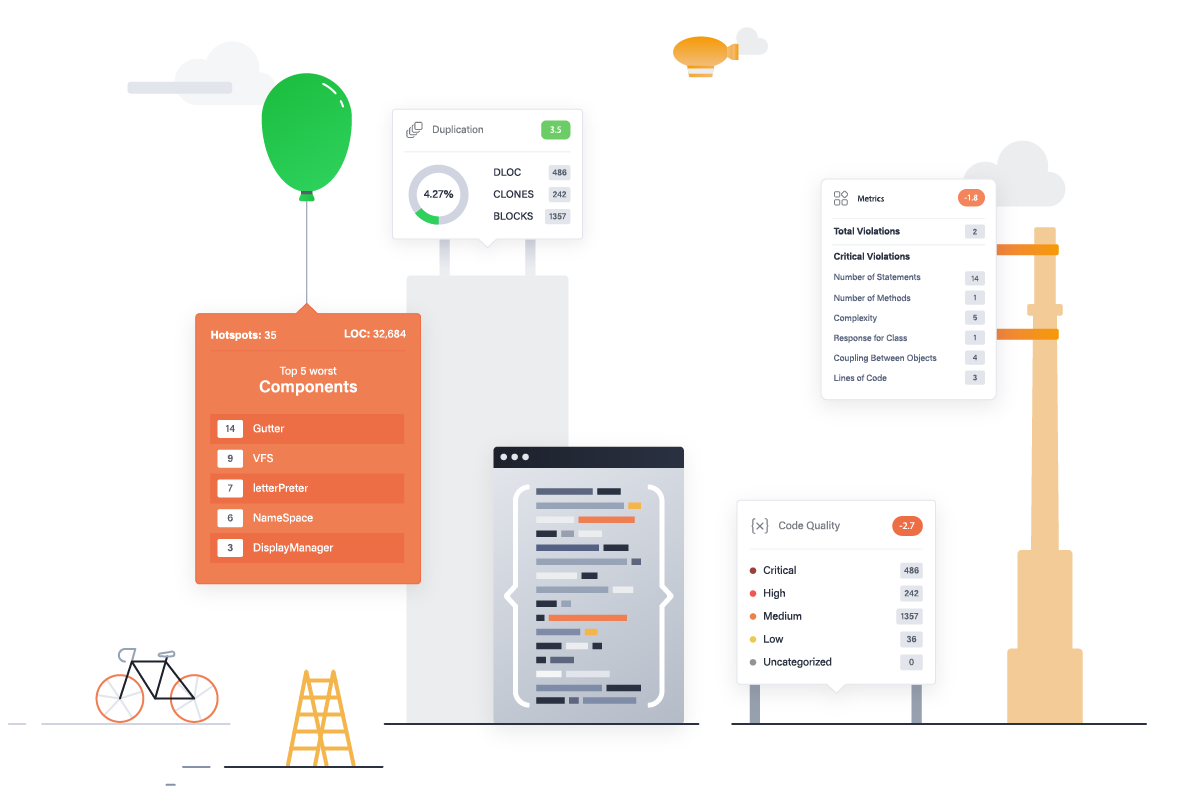 Duplication 3.5
4.27%
DLOC 486
CLONES 242
BLOCKS 1357
Hotspots: 35 LOC: 32,684
Top 5 worst
Components
14 Gutter
9 VFS
7 letterPreter
6 NameSpace
3 DisplayManager
Metrics -1.8
Total Violations 2
Critical Violations
Number of Statements 14
Number of Methods 1
Complexity 5
Response for Class 1
Coupling Between Objects 4
Lines of Code 3
{x} Code Quality -2.7
Critical 486
High 242
Medium 1357
Low 36
Uncategorized 0